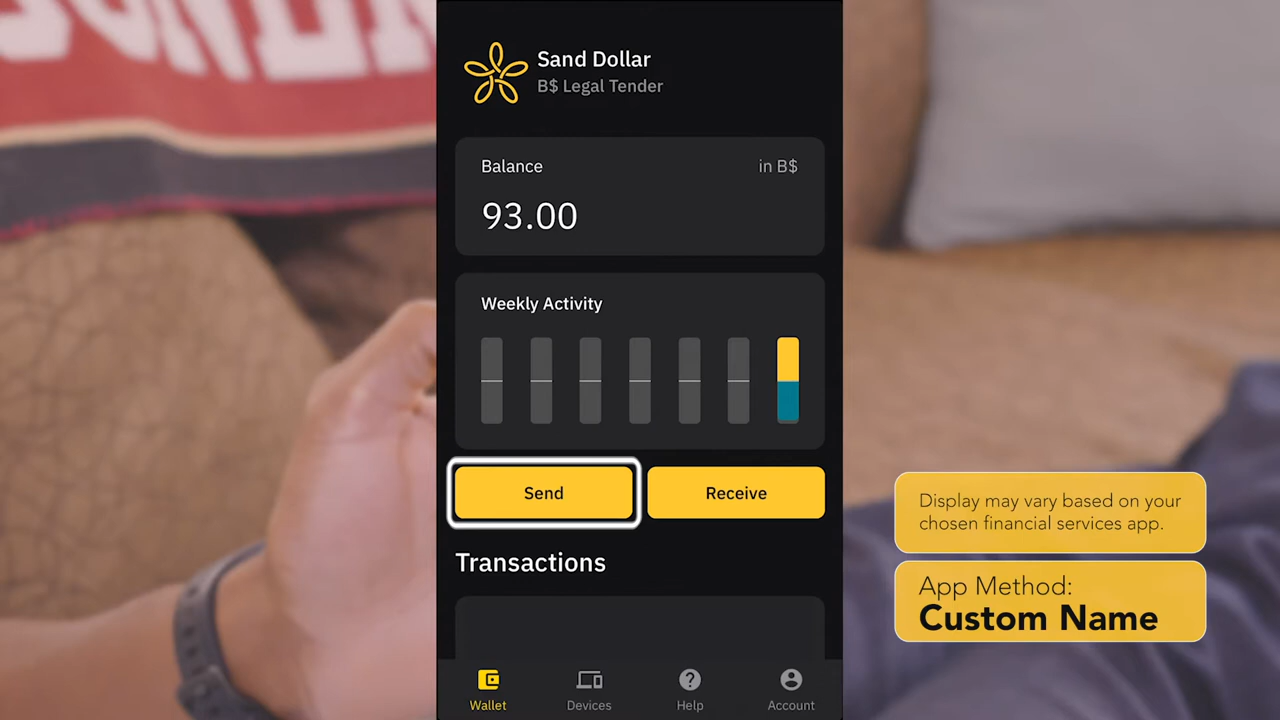 Sand Dollar
B$ Legal Tender
Balance
in B$
93.00
Weekly Activity
Send
Receive
Transactions
Wallet
Devices
Help
Account
Display may vary based on your
chosen financial services app.
App Method:
Custom Name